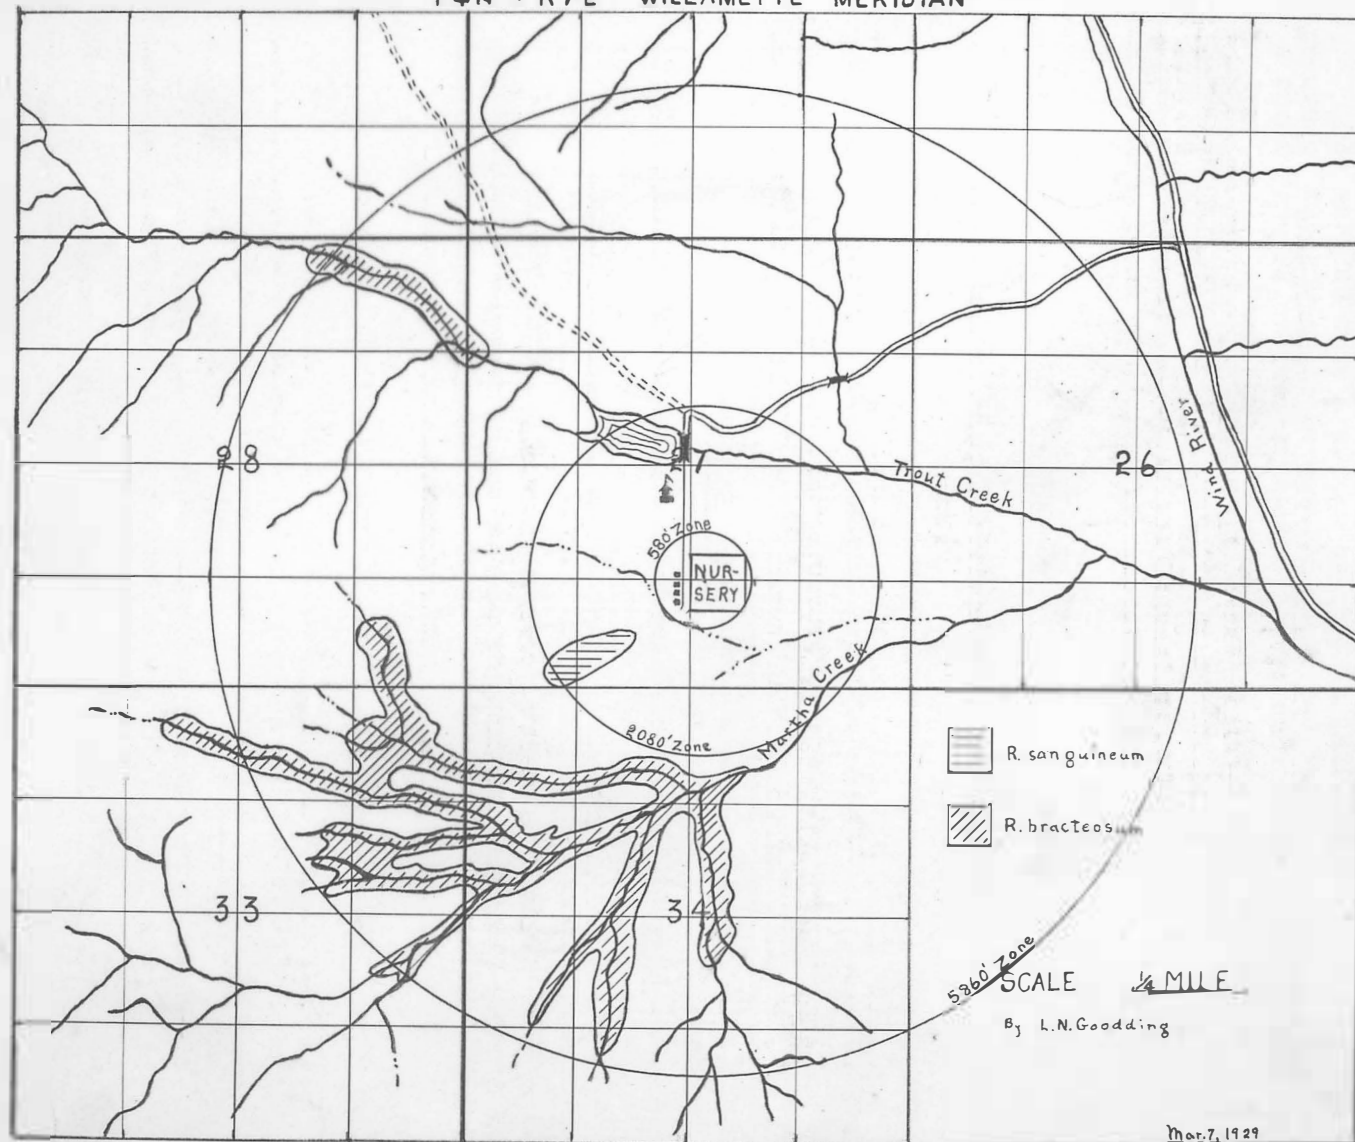 WILLAMETTE MERIDIAN
28
26
Trout Creek
Wind River
580' Zone
NUR-
SERY
Martha Creek
2080' Zone
R. sanguineum
R. bracteosum
33
34
5860' Zone
SCALE ¼ MILE
By L.N. Goodding
Mar. 7, 1929